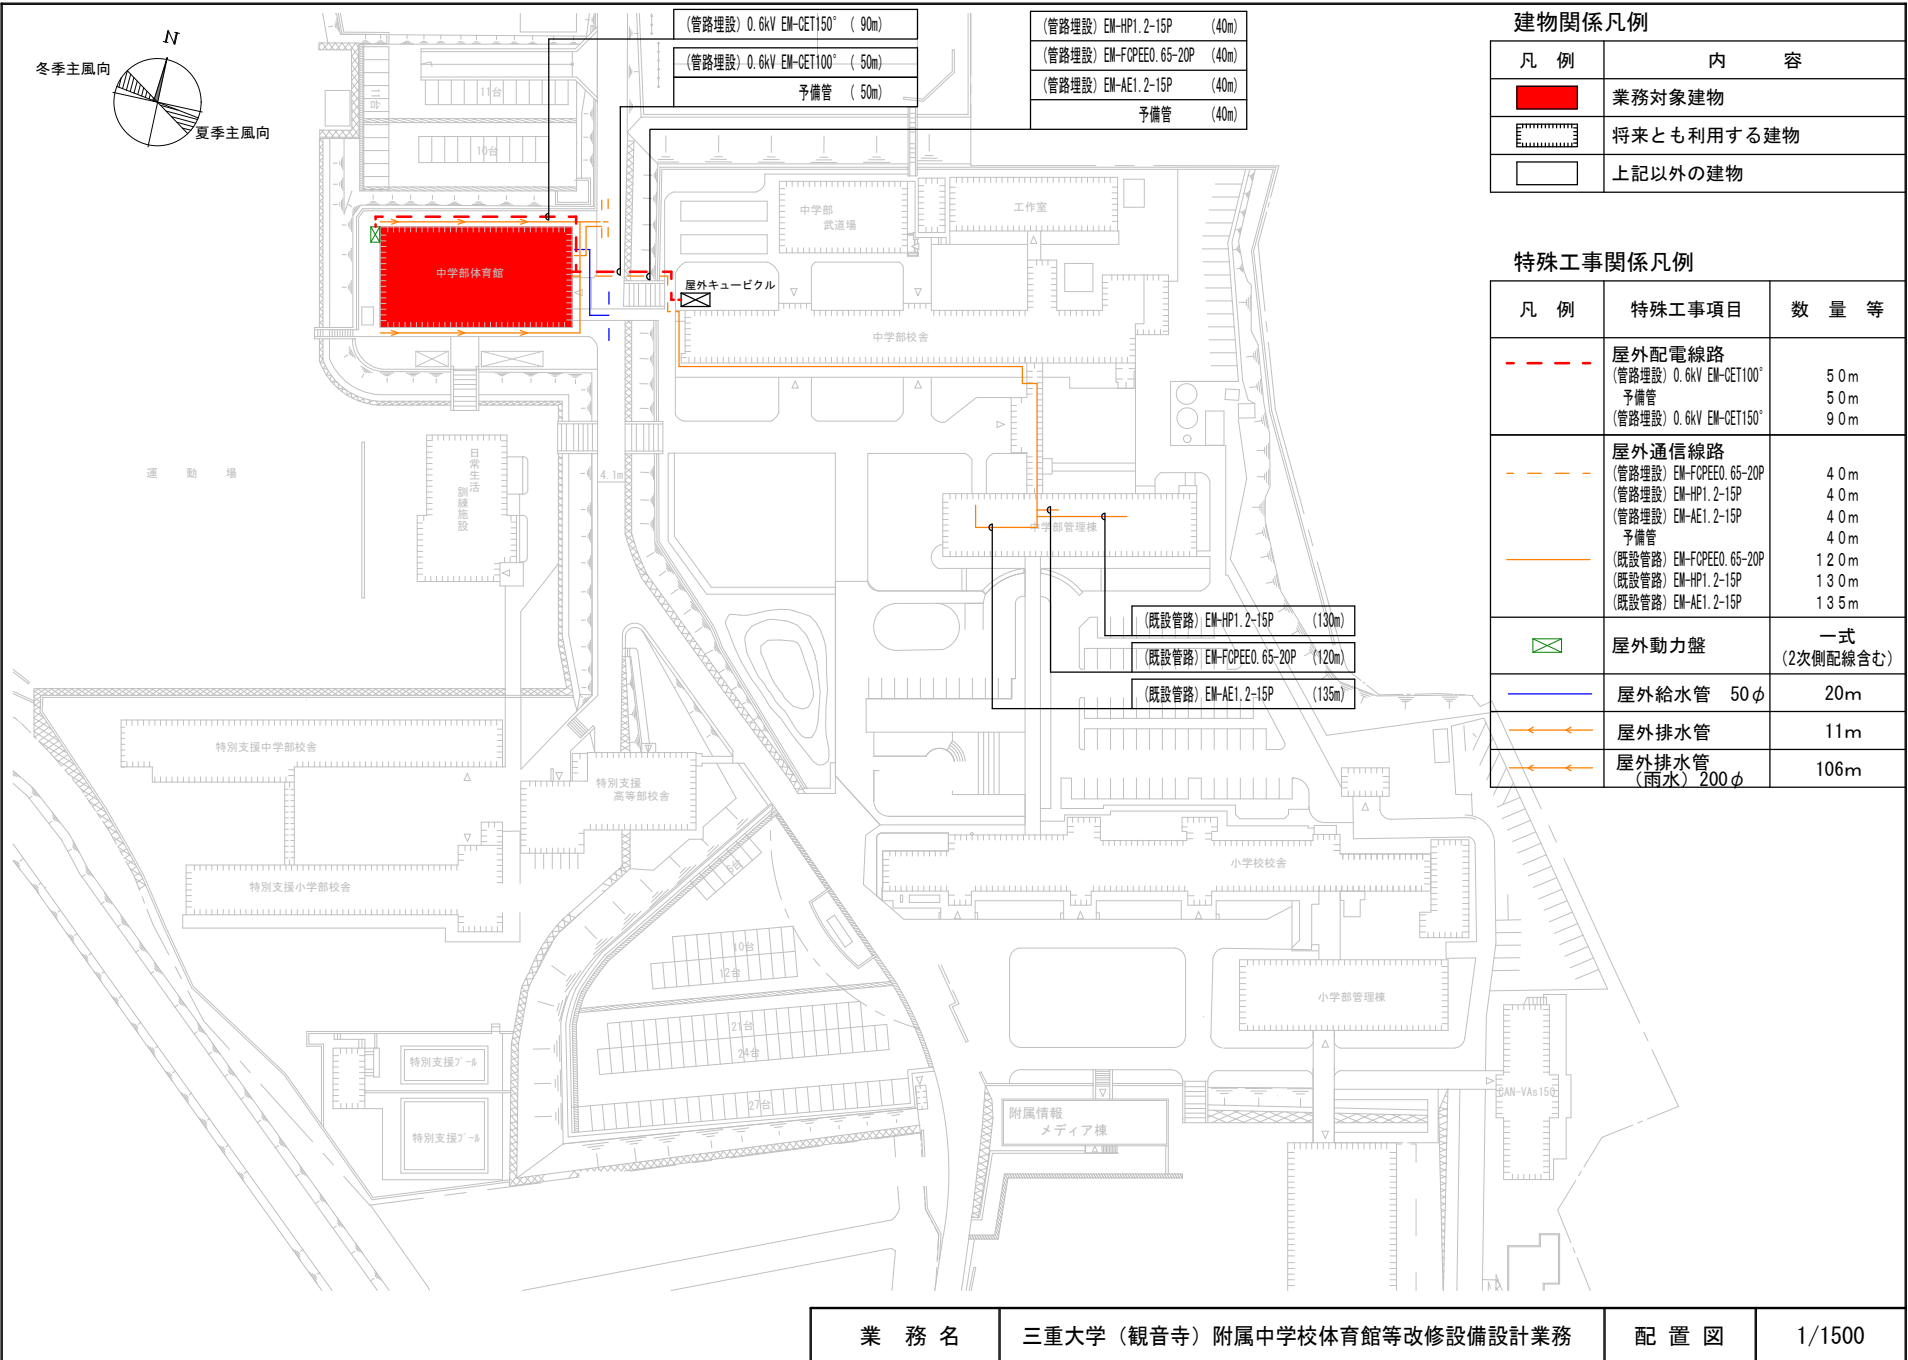 N
冬季主風向
夏季主風向
(管路埋設) 0.6kV EM-CET150° ( 90m)
(管路埋設) 0.6kV EM-CET100° ( 50m)
予備管 ( 50m)
(管路埋設) EM-HP1.2-15P (40m)
(管路埋設) EM-FCPEE0.65-20P (40m)
(管路埋設) EM-AE1.2-15P (40m)
予備管 (40m)
11台
11台
10台
中学部
武道場
工作室
中学部体育館
屋外キュービクル
中学部校舎
運動場
日常生活
訓練施設
4.1m
中学部管理棟
(既設管路) EM-HP1.2-15P (130m)
(既設管路) EM-FCPEE0.65-20P (120m)
(既設管路) EM-AE1.2-15P (135m)
特別支援中学部校舎
特別支援
高等部校舎
特別支援小学部校舎
6台
小学校校舎
10台
12台
21台
24台
27台
小学部管理棟
特別支援プール
特別支援プール
附属情報
メディア棟
CAN-VAs150
建物関係凡例
凡 例 内 容
業務対象建物
将来とも利用する建物
上記以外の建物
特殊工事関係凡例
凡 例 特殊工事項目 数 量 等
屋外配電線路
(管路埋設) 0.6kV EM-CET100° 50m
予備管 50m
(管路埋設) 0.6kV EM-CET150° 90m
屋外通信線路
(管路埋設) EM-FCPEE0.65-20P 40m
(管路埋設) EM-HP1.2-15P 40m
(管路埋設) EM-AE1.2-15P 40m
予備管 40m
(既設管路) EM-FCPEE0.65-20P 120m
(既設管路) EM-HP1.2-15P 130m
(既設管路) EM-AE1.2-15P 135m
屋外動力盤 一式
(2次側配線含む)
屋外給水管 50φ 20m
屋外排水管 11m
屋外排水管
(雨水) 200φ 106m
業 務 名 三重大学（観音寺）附属中学校体育館等改修設備設計業務 配 置 図 1/1500